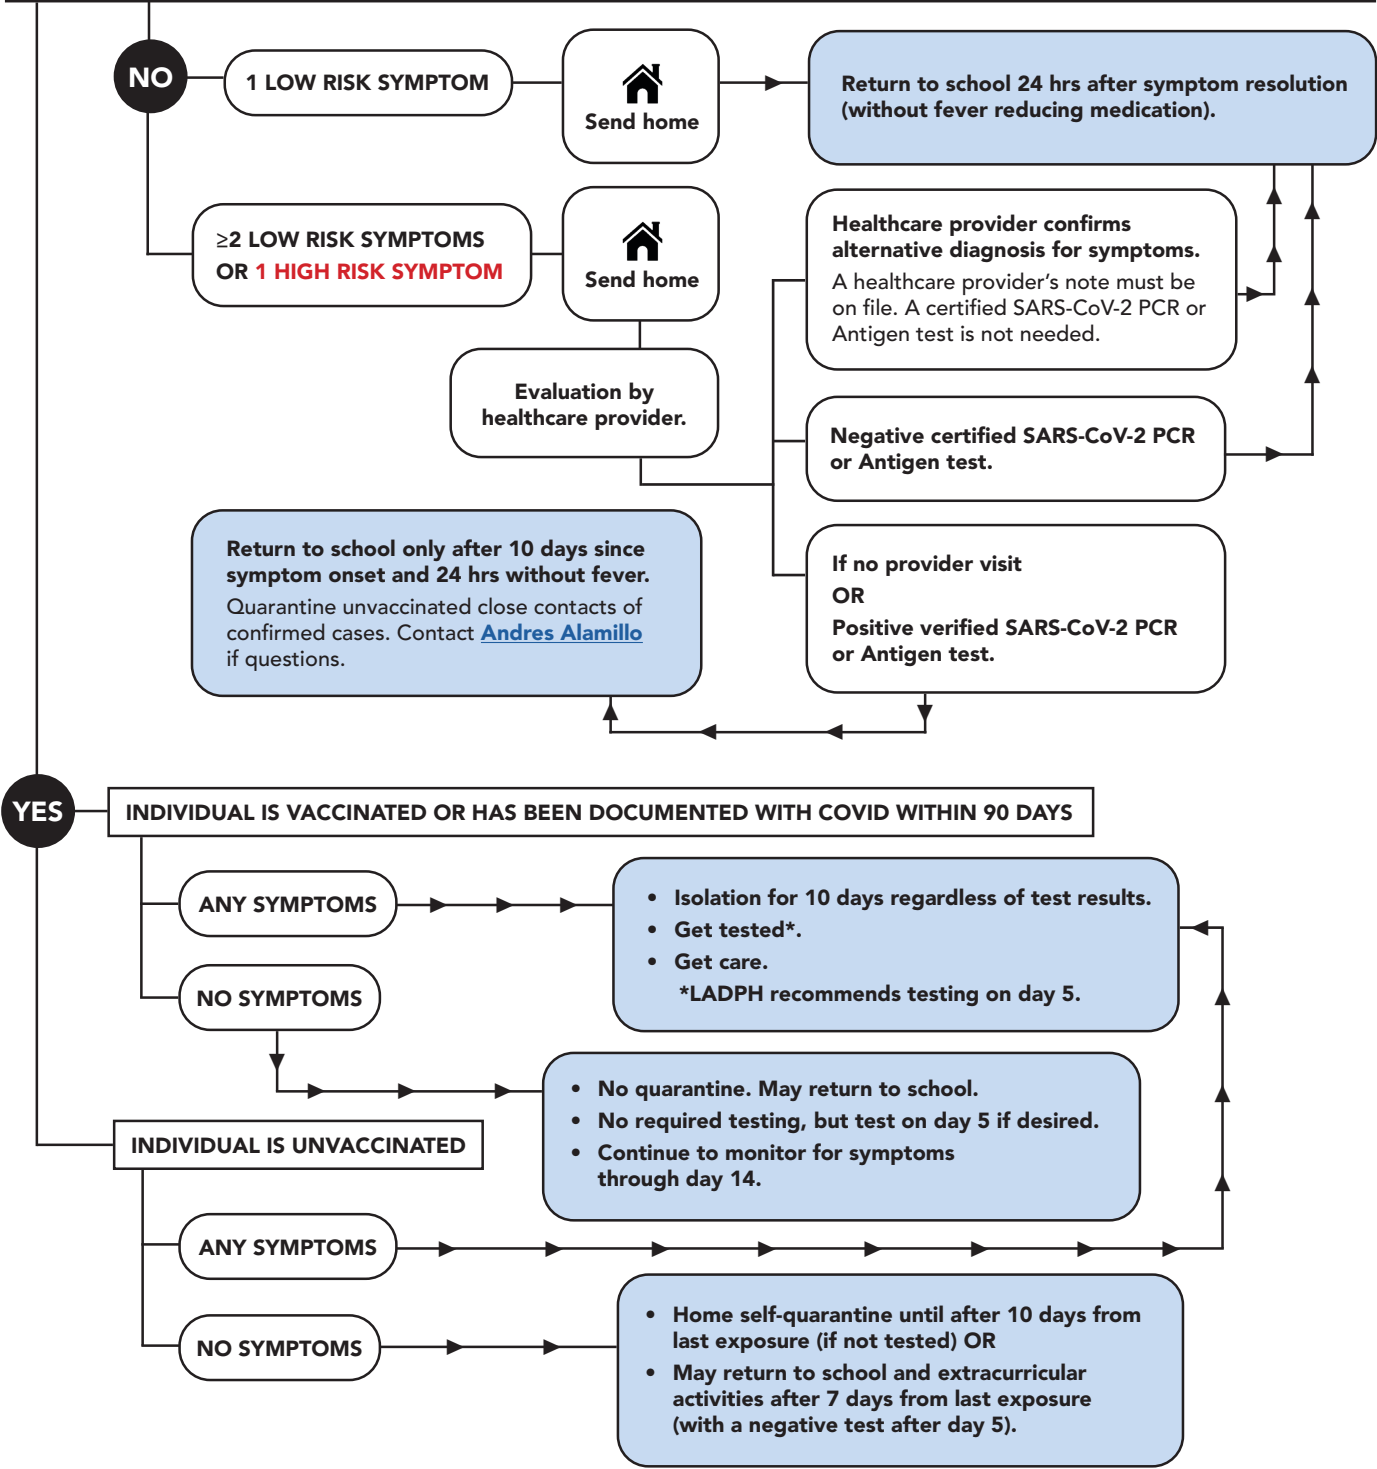 NO
1 LOW RISK SYMPTOM
Send home
Return to school 24 hrs after symptom resolution
(without fever reducing medication).
≥2 LOW RISK SYMPTOMS
OR 1 HIGH RISK SYMPTOM
Send home
Evaluation by
healthcare provider.
Healthcare provider confirms
alternative diagnosis for symptoms.
A healthcare provider's note must be
on file. A certified SARS-CoV-2 PCR or
Antigen test is not needed.
Negative certified SARS-CoV-2 PCR
or Antigen test.
If no provider visit
OR
Positive verified SARS-CoV-2 PCR
or Antigen test.
Return to school only after 10 days since
symptom onset and 24 hrs without fever.
Quarantine unvaccinated close contacts of
confirmed cases. Contact Andres Alamillo
if questions.
YES
INDIVIDUAL IS VACCINATED OR HAS BEEN DOCUMENTED WITH COVID WITHIN 90 DAYS
ANY SYMPTOMS
• Isolation for 10 days regardless of test results.
• Get tested*.
• Get care.
*LADPH recommends testing on day 5.
NO SYMPTOMS
• No quarantine. May return to school.
• No required testing, but test on day 5 if desired.
• Continue to monitor for symptoms
through day 14.
INDIVIDUAL IS UNVACCINATED
ANY SYMPTOMS
NO SYMPTOMS
• Home self-quarantine until after 10 days from
last exposure (if not tested) OR
• May return to school and extracurricular
activities after 7 days from last exposure
(with a negative test after day 5).